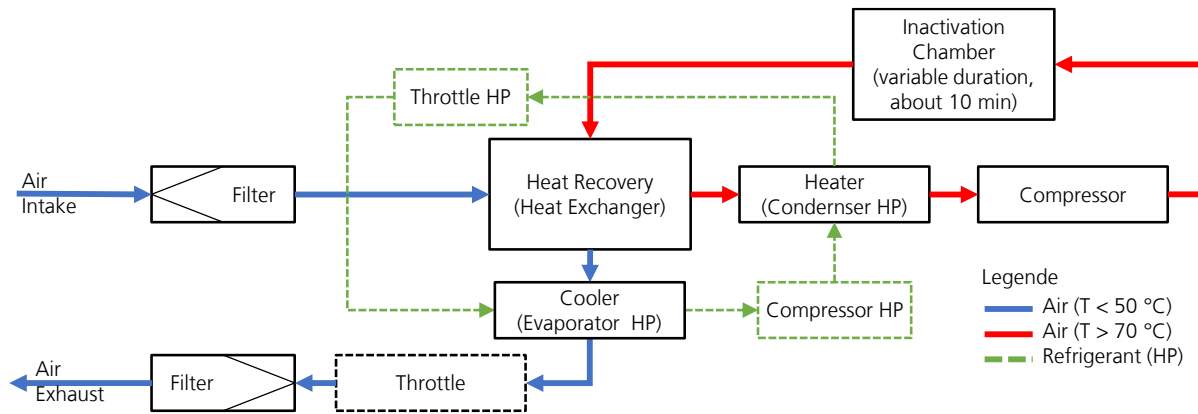 Inactivation
Chamber
(variable duration,
about 10 min)
Throttle HP
Air
Intake
Filter
Heat Recovery
(Heat Exchanger)
Heater
(Condernser HP)
Compressor
Cooler
(Evaporator HP)
Compressor HP
Legende
Air (T < 50 °C)
Air (T > 70 °C)
Refrigerant (HP)
Air
Exhaust
Filter
Throttle